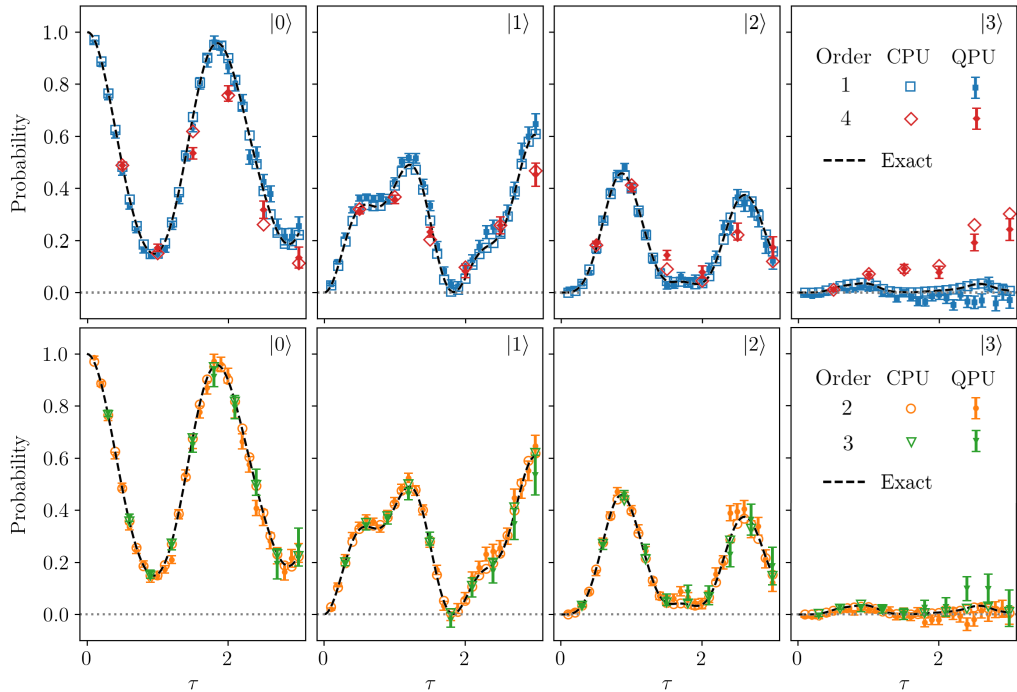 |0⟩
|1⟩
|2⟩
|3⟩
Probability
1.0
0.8
0.6
0.4
0.2
0.0
Order CPU QPU
1
4
Exact
|0⟩
|1⟩
|2⟩
|3⟩
Probability
1.0
0.8
0.6
0.4
0.2
0.0
Order CPU QPU
2
3
Exact
0 2
0 2
0 2
0 2
τ
τ
τ
τ